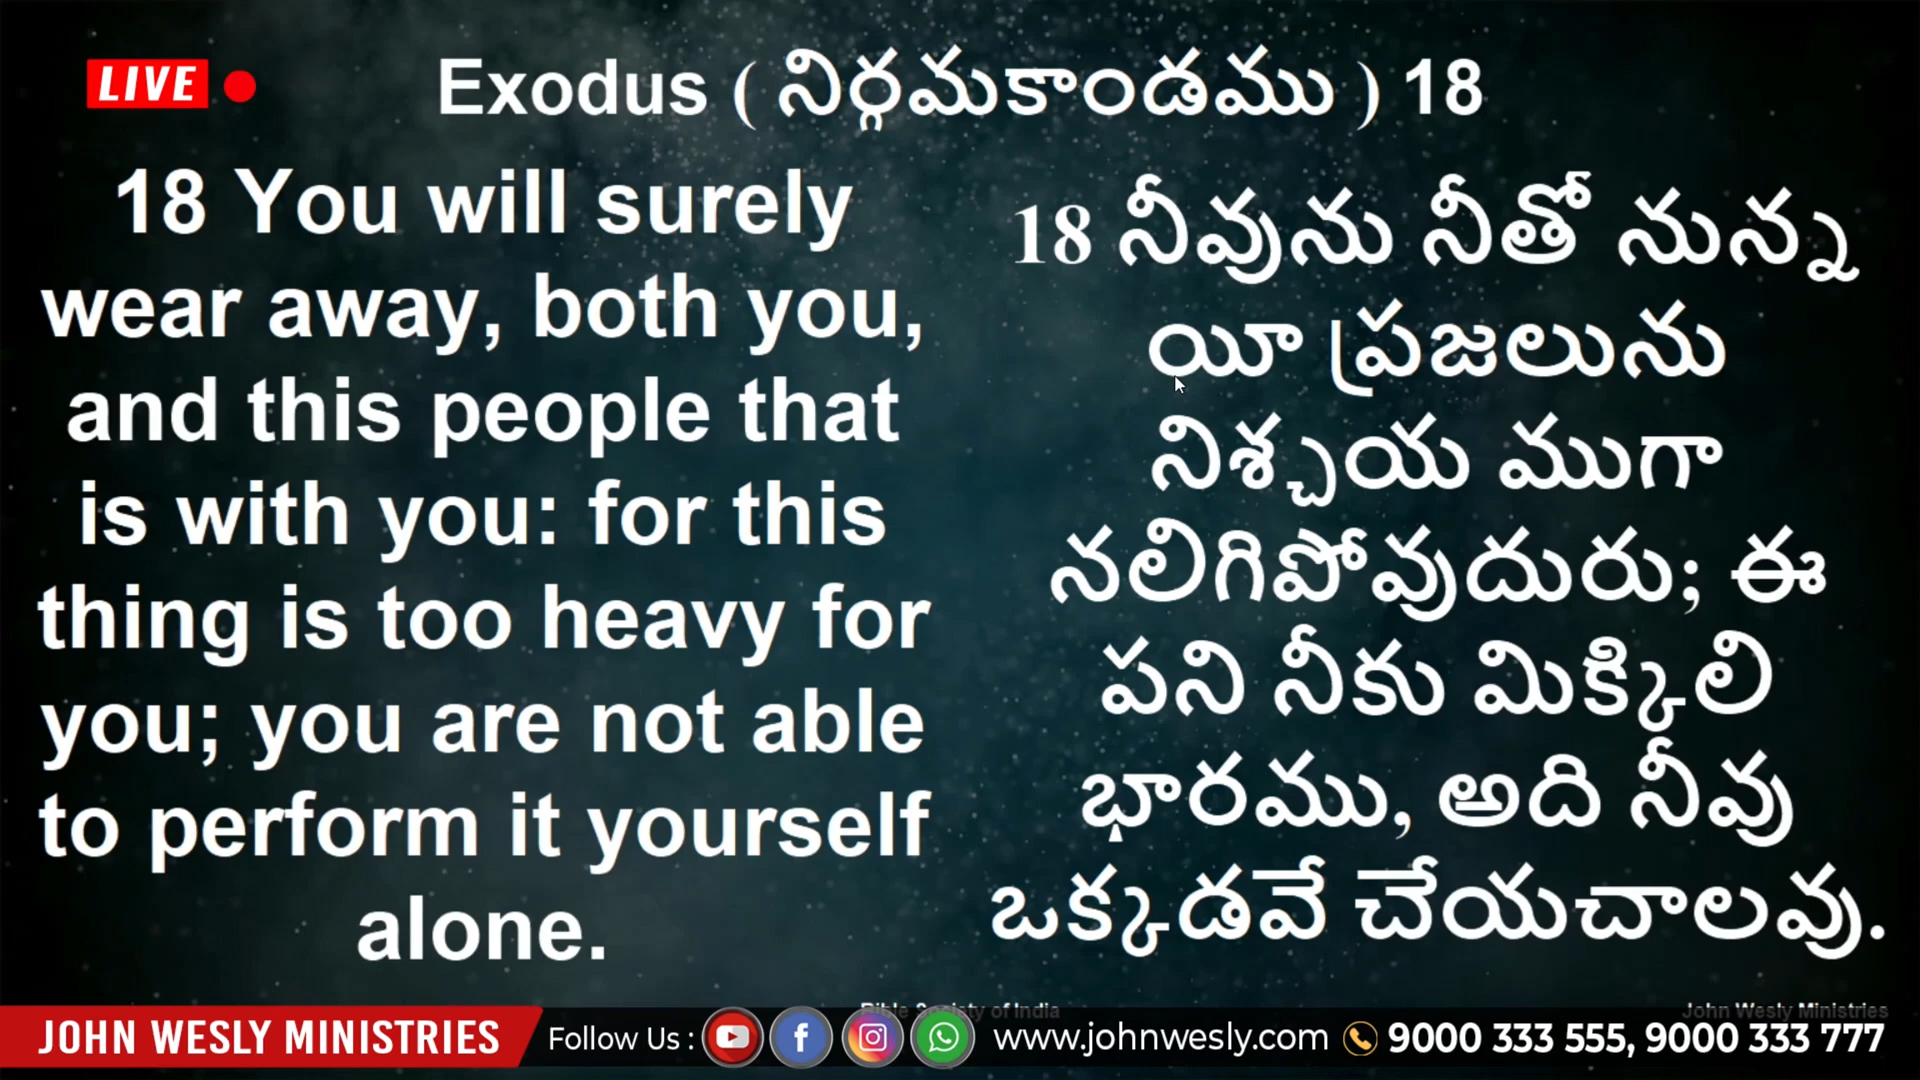 LIVE
Exodus ( నిర్గమకాండము ) 18
18 You will surely
wear away, both you,
and this people that
is with you: for this
thing is too heavy for
you; you are not able
to perform it yourself
alone.
18 నీవును నీతో నున్న
యీ ప్రజలును
నిశ్చయ ముగా
నలిగిపోవుదురు; ఈ
పని నీకు మిక్కిలి
భారము, అది నీవు
ఒక్కడవే చేయచాలవు.
Bible Society of India
John Wesly Ministries
JOHN WESLY MINISTRIES
Follow Us :
www.johnwesly.com
9000 333 555, 9000 333 777